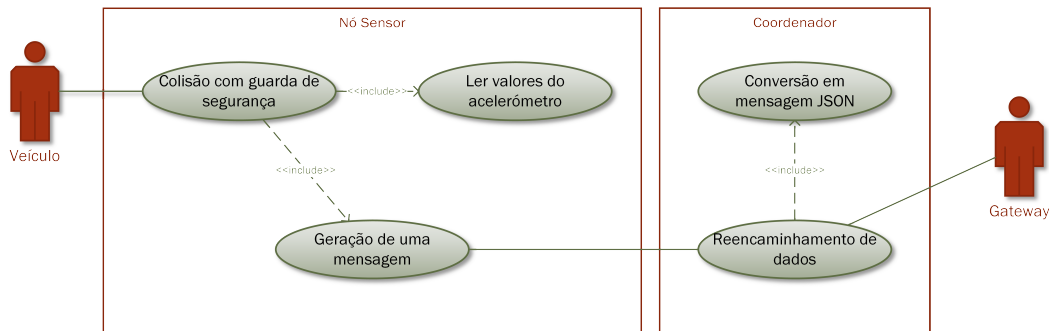 Nó Sensor
Coordenador
Colisão com guarda de
segurança
<<include>>
Ler valores do
acelerómetro
Conversão em
mensagem JSON
Veículo
<<include>>
<<include>>
Gateway
Geração de uma
mensagem
Reencaminhamento de
dados